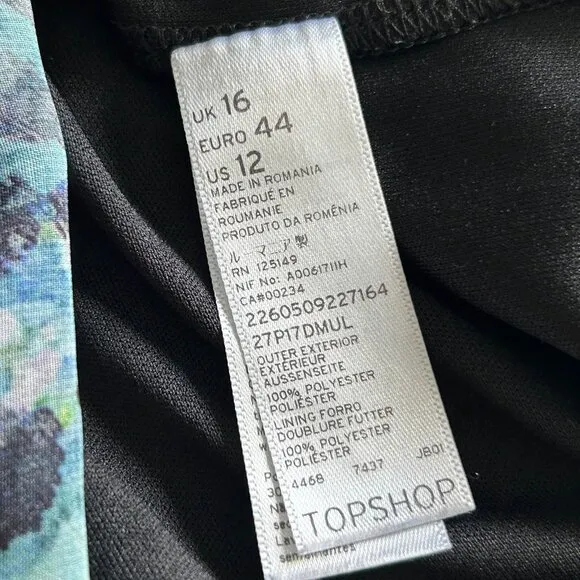 UK 16
EURO 44
US 12
MADE IN ROMANIA
FABRIQUÉ EN
ROUMANIE
PRODUTO DA ROMÊNIA
ルーマニア製
RN 125149
NIF No: A0061711H
CA#00234
2260509227164
27P17DMUL
OUTER EXTERIOR
EXTÉRIEUR
AUSSENSEITE
100% POLYESTER
POLIÉSTER
LINING FORRO
DOUBLURE FUTTER
100% POLYESTER
POLIÉSTER
4468 7437 JB01
TOPSHOP